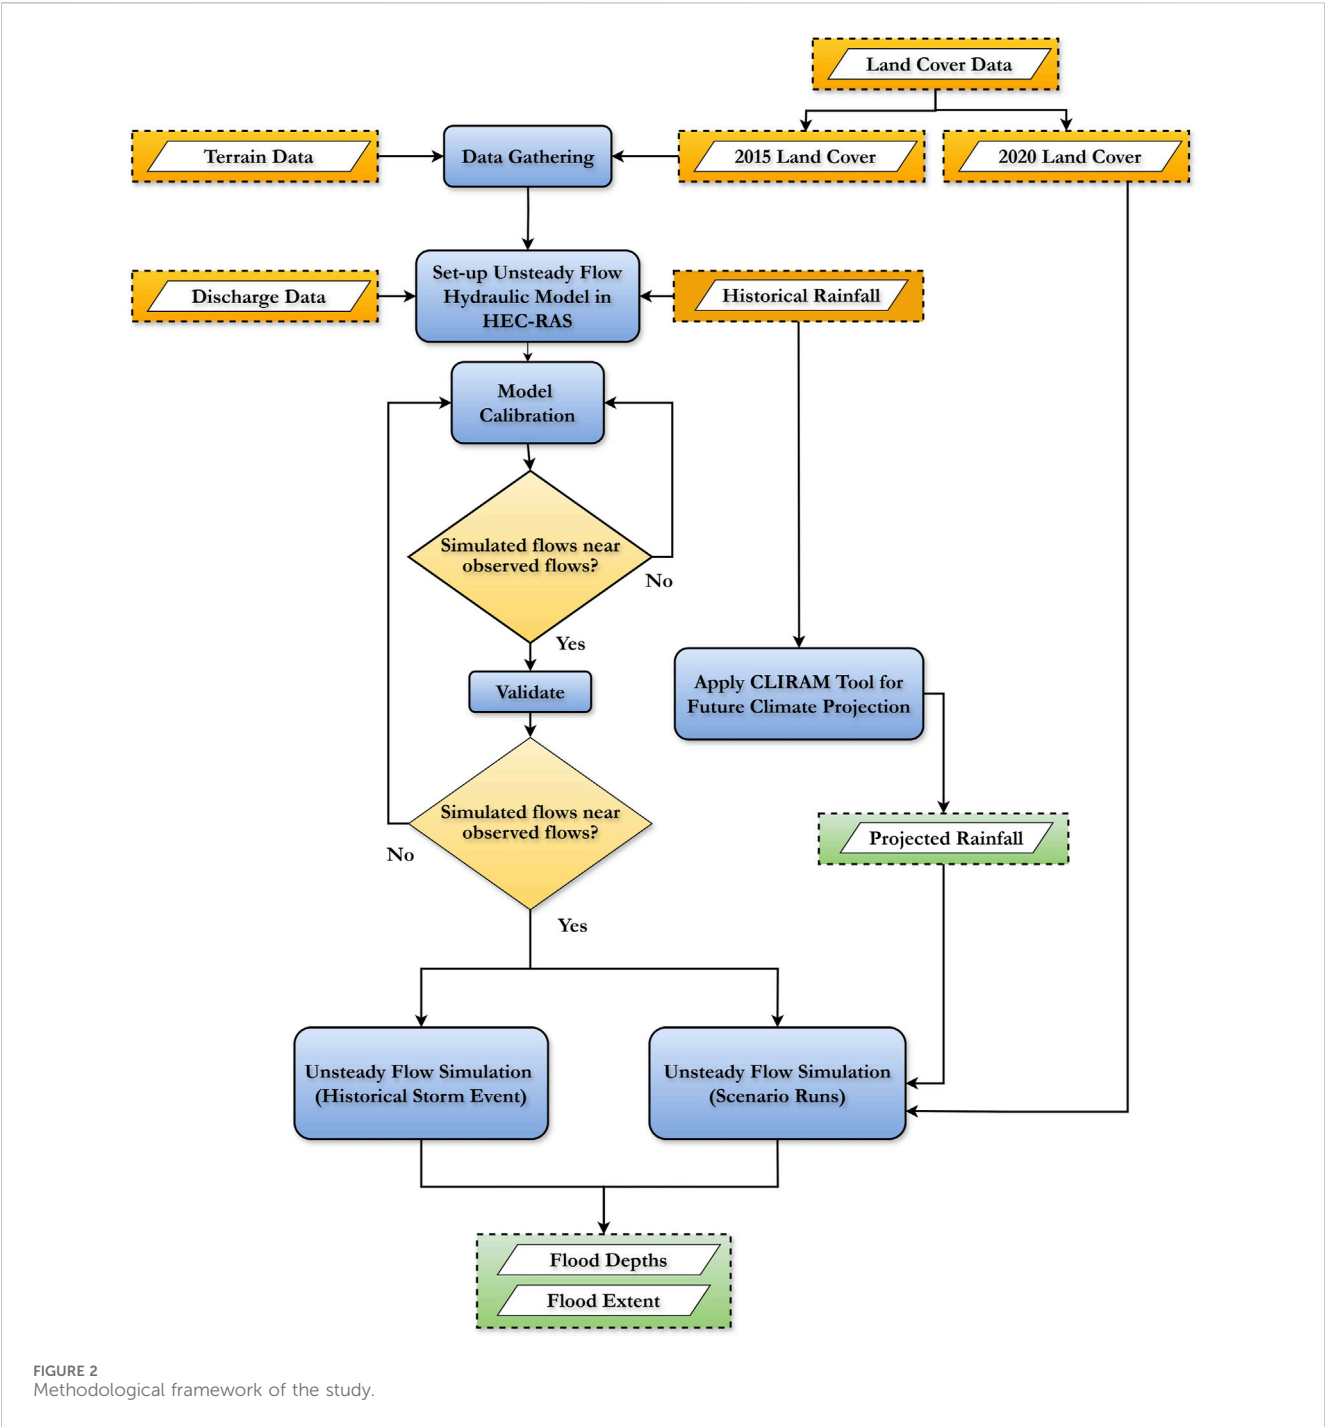 Land Cover Data
Terrain Data
Data Gathering
2015 Land Cover
2020 Land Cover
Discharge Data
Set-up Unsteady Flow
Hydraulic Model in
HEC-RAS
Historical Rainfall
Model
Calibration
Simulated flows near
observed flows?
No
Yes
Validate
Apply CLIRAM Tool for
Future Climate Projection
Simulated flows near
observed flows?
No
Yes
Projected Rainfall
Unsteady Flow Simulation
(Historical Storm Event)
Unsteady Flow Simulation
(Scenario Runs)
Flood Depths
Flood Extent
FIGURE 2
Methodological framework of the study.